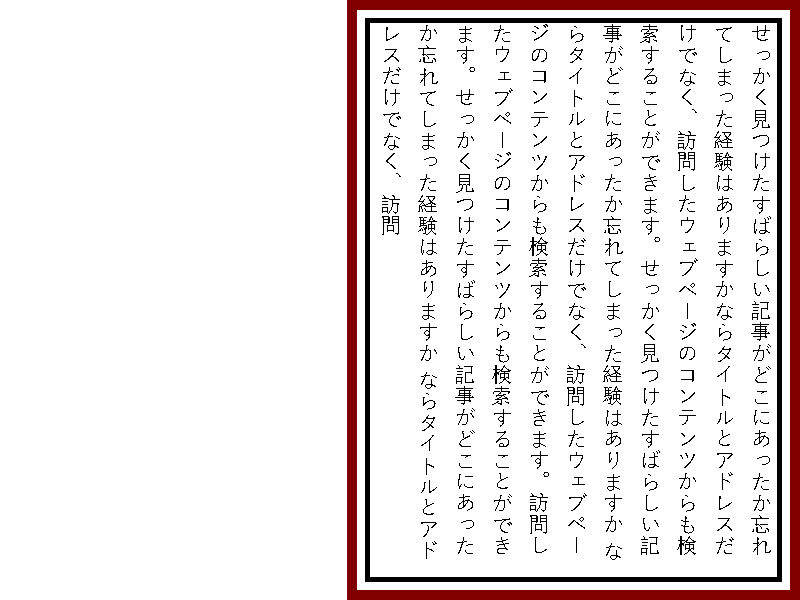 せっかく見つけたすばらしい記事がどこにあったか忘れ
てしまった経験はありますかならタイトルとアドレスだ
けでなく、訪問したウェブページのコンテンツからも検
索することができます。せっかく見つけたすばらしい記
事がどこにあったか忘れてしまった経験はありますか な
らタイトルとアドレスだけでなく、訪問したウェブペー
ジのコンテンツからも検索することができます。訪問し
たウェブページのコンテンツからも検索することができ
ます。せっかく見つけたすばらしい記事がどこにあった
か忘れてしまった経験はありますか ならタイトルとアド
レスだけでなく、訪問